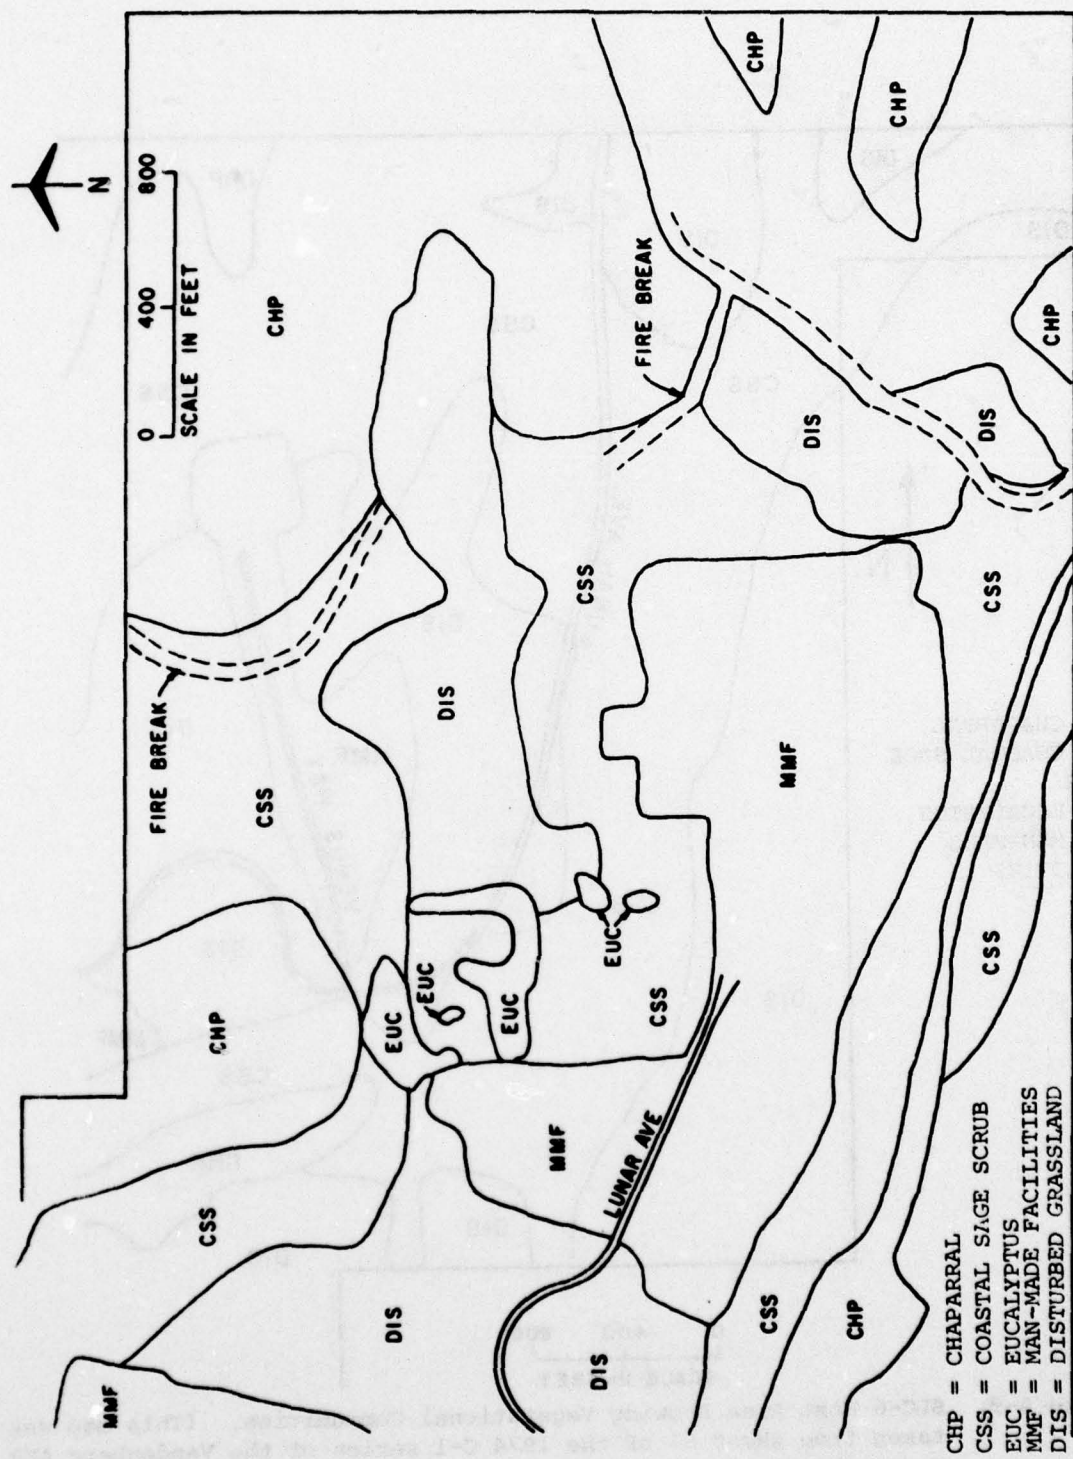 N
0 400 800
SCALE IN FEET
CHP
CHP
CHP
CHP
FIRE BREAK
FIRE BREAK
DIS
DIS
CSS
CSS
DIS
CSS
MMF
CHP
EUC
EUC
EUC
EUC
CSS
CSS
CSS
MMF
LUNAR AVE
DIS
DIS
CSS
CHP
MMF
CHP = CHAPARRAL
CSS = COASTAL SAGE SCRUB
EUC = EUCALYPTUS
MMF = MAN-MADE FACILITIES
DIS = DISTURBED GRASSLAND